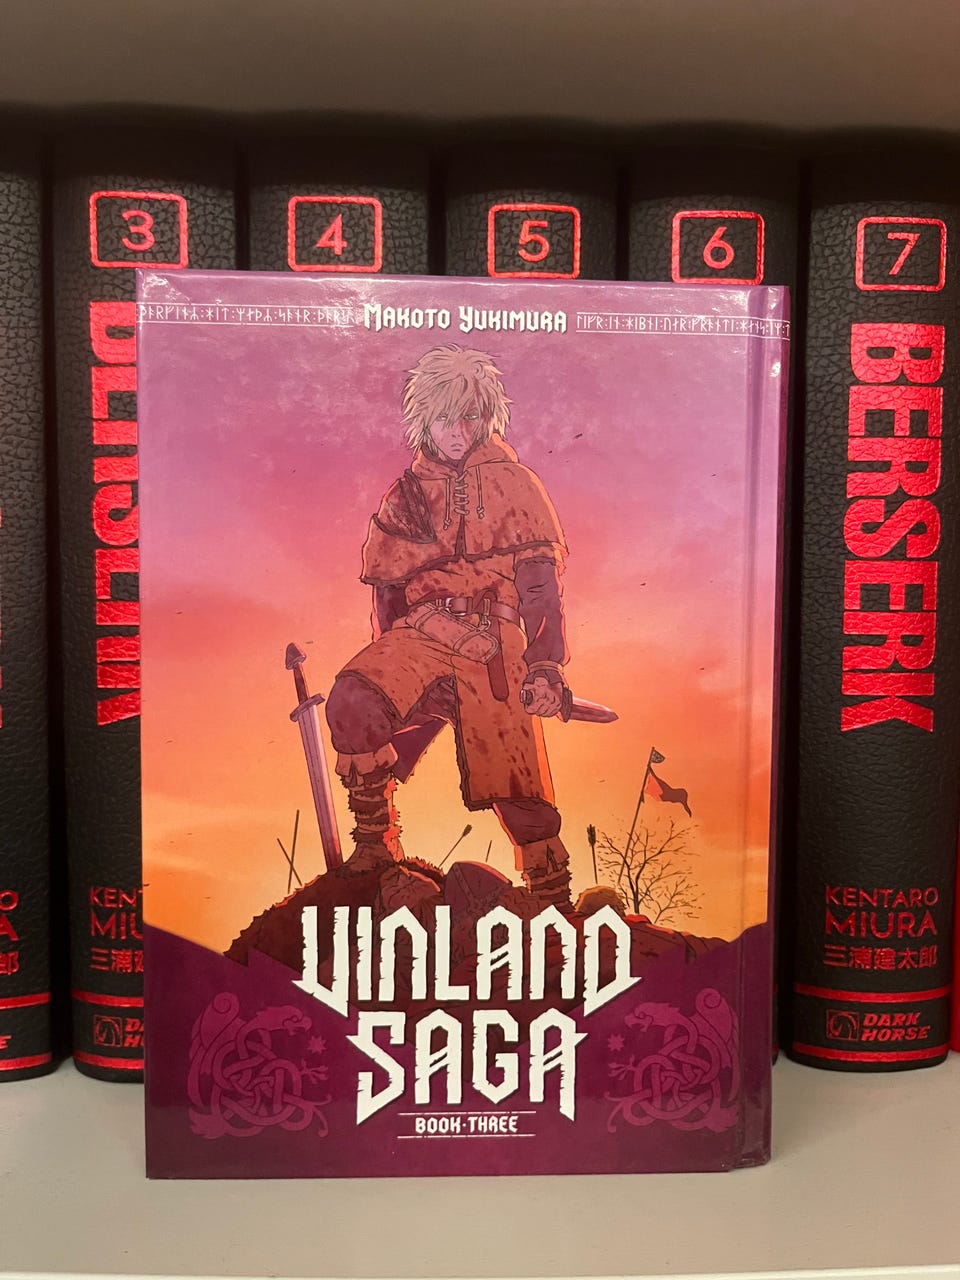 3
4
5
6
7
BERSERK
BERSERK
MAKOTO YUKIMURA
VINLAND
SAGA
BOOK·THREE
KENTARO
MIURA
三浦建太郎
DARK
HORSE